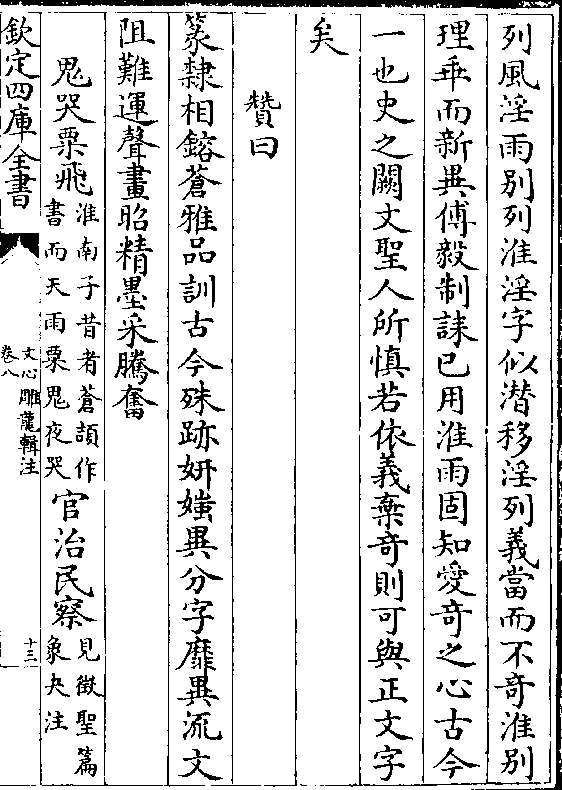 列風淫雨别列淮淫字似潛移淫列義當而不竒淮别
理乖而新異傅毅制誄已用淮雨固知愛竒之心古今
一也史之闕文聖人所慎若依義棄竒則可與正文字
矣
贊曰
篆隸相鎔蒼雅品訓古今殊跡妍媸異分字靡異流文
阻難運聲畫昭精墨采騰奮
鬼哭粟飛淮南子昔者蒼頡作書而天雨粟鬼夜哭官治民察見徴聖篇象夬注
欽定四庫全書
文心雕龍輯注
卷八
十三